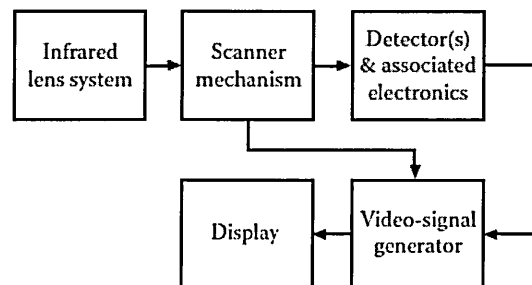 Infrared
lens system
Scanner
mechanism
Detector(s)
& associated
electronics
Display
Video-signal
generator